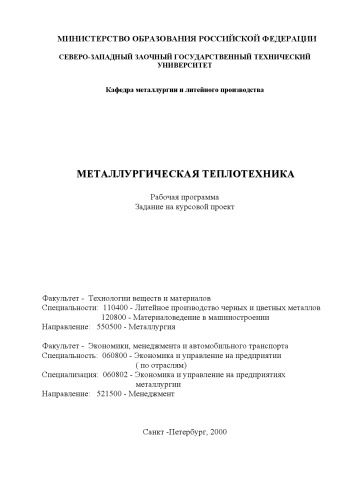 МИНИСТЕРСТВО ОБРАЗОВАНИЯ РОССИЙСКОЙ ФЕДЕРАЦИИ
СЕВЕРО-ЗАПАДНЫЙ ЗАОЧНЫЙ ГОСУДАРСТВЕННЫЙ ТЕХНИЧЕСКИЙ
УНИВЕРСИТЕТ
Кафедра металлургии и литейного производства
МЕТАЛЛУРГИЧЕСКАЯ ТЕПЛОТЕХНИКА
Рабочая программа
Задание на курсовой проект
Факультет - Технологии веществ и материалов
Специальности: 110400 - Литейное производство черных и цветных металлов
120800 - Материаловедение в машиностроении
Направление: 550500 - Металлургия
Факультет - Экономики, менеджмента и автомобильного транспорта
Специальность: 060800 - Экономика и управление на предприятии
( по отраслям)
Специализация: 060802 - Экономика и управление на предприятиях
металлургии
Направление: 521500 - Менеджмент
Санкт -Петербург, 2000